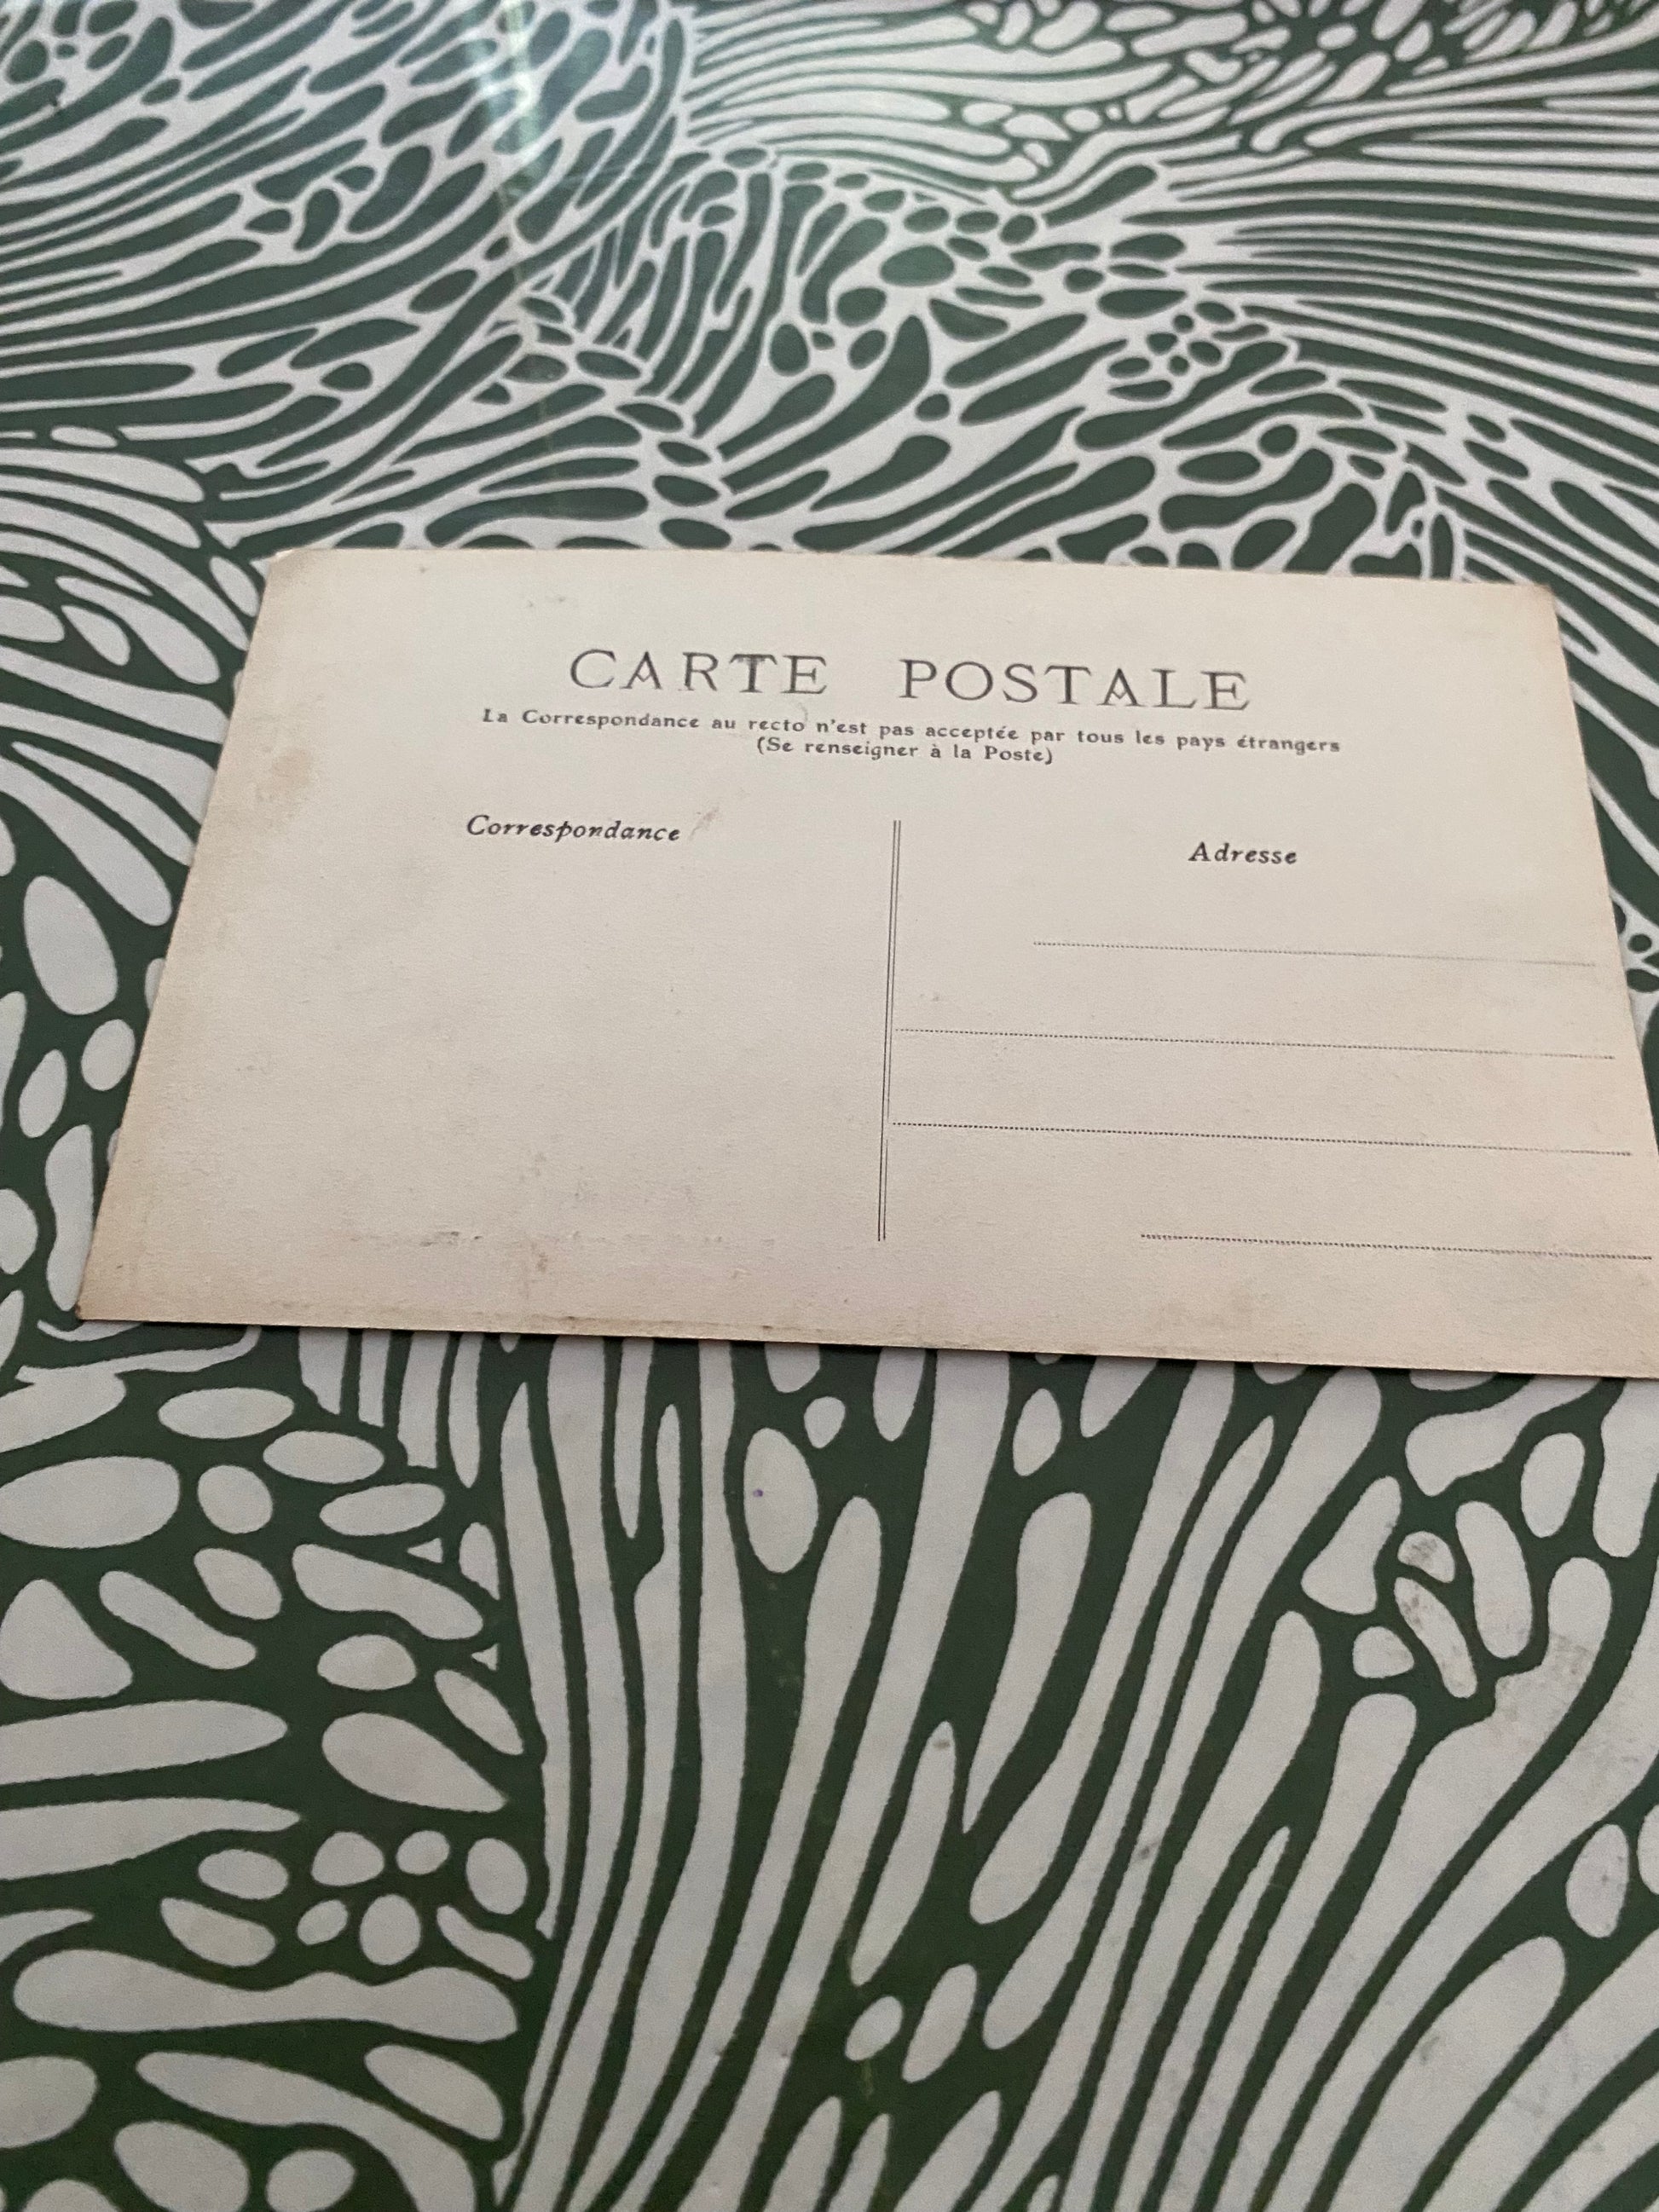 CARTE POSTALE
La Correspondance au recto n'est pas acceptée par tous les pays étrangers
(Se renseigner à la Poste)
Correspondance
Adresse